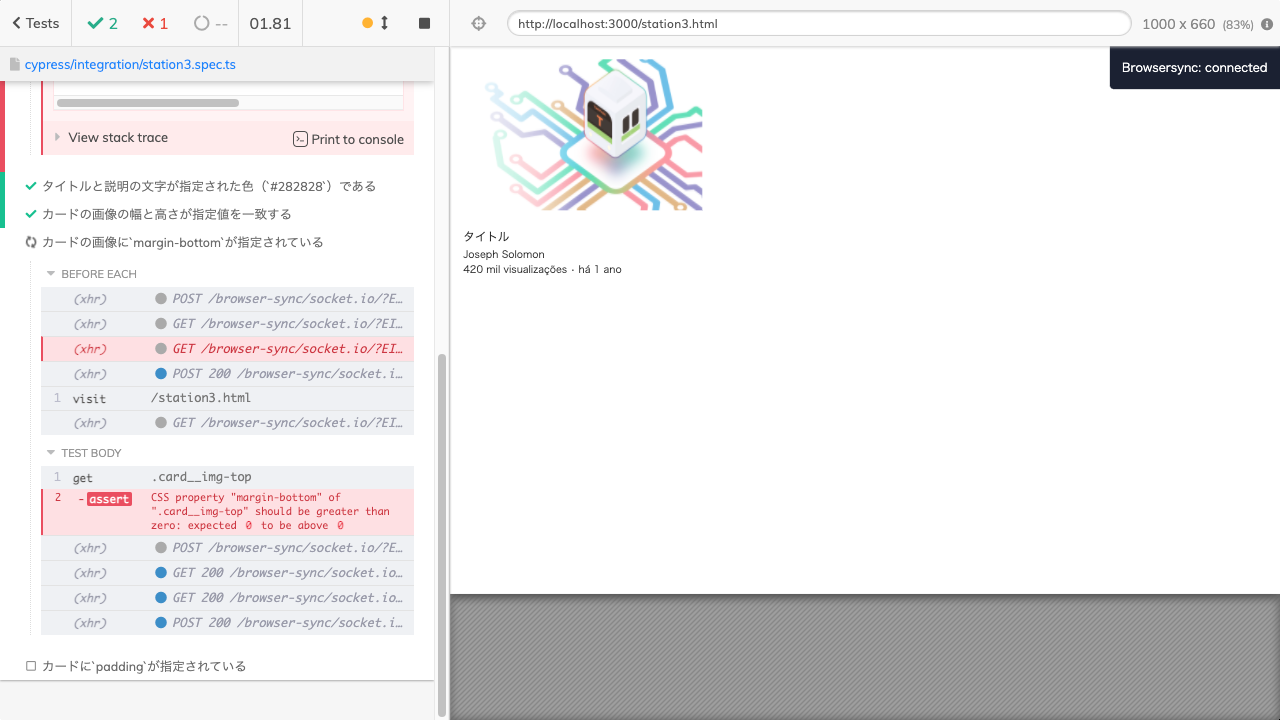 Tests
2
1
--
01.81
http://localhost:3000/station3.html
1000 x 660 (83%)
cypress/integration/station3.spec.ts
Browsersync: connected
View stack trace
Print to console
タイトルと説明の文字が指定された色（`#282828`）である
カードの画像の幅と高さが指定値を一致する
カードの画像に`margin-bottom`が指定されている
BEFORE EACH
(xhr) POST /browser-sync/socket.io/?E…
(xhr) GET /browser-sync/socket.io/?EI…
(xhr) GET /browser-sync/socket.io/?EI…
(xhr) POST 200 /browser-sync/socket.i…
1 visit /station3.html
(xhr) GET /browser-sync/socket.io/?EI…
TEST BODY
1 get .card__img-top
2 -assert CSS property "margin-bottom" of
".card__img-top" should be greater than
zero: expected 0 to be above 0
(xhr) POST /browser-sync/socket.io/?E…
(xhr) GET 200 /browser-sync/socket.io…
(xhr) GET 200 /browser-sync/socket.io…
(xhr) POST 200 /browser-sync/socket.i…
カードに`padding`が指定されている
T
タイトル
Joseph Solomon
420 mil visualizações · há 1 ano